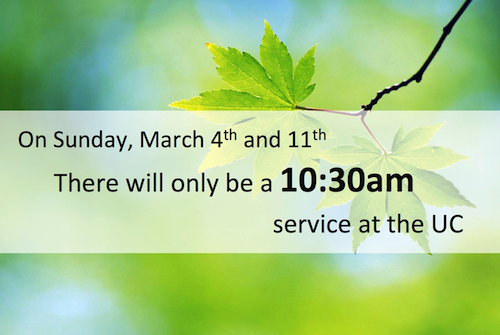 On Sunday, March 4th and 11th
There will only be a 10:30am
service at the UC